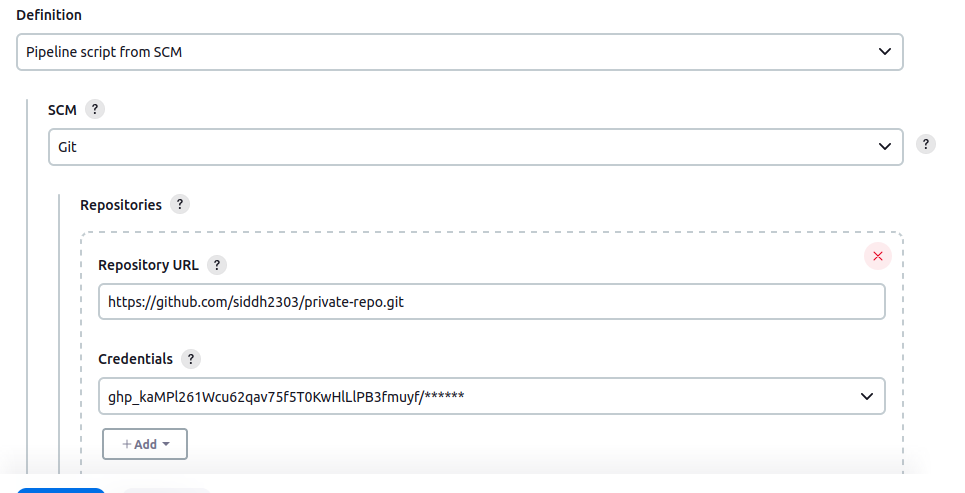 Definition
Pipeline script from SCM
SCM ?
Git
?
Repositories ?
Repository URL ?
https://github.com/siddh2303/private-repo.git
Credentials ?
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/******
+ Add